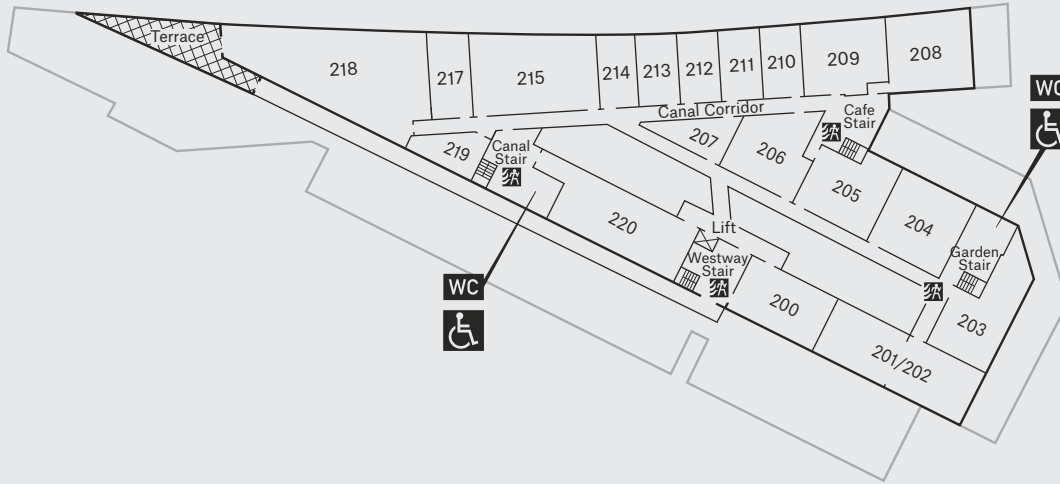 Terrace
218
217
215
214
213
212
211
210
209
208
WC
Canal Corridor
Cafe
Stair
207
206
219
Canal
Stair
205
204
220
Lift
Westway
Stair
Garden
Stair
WC
200
203
201/202